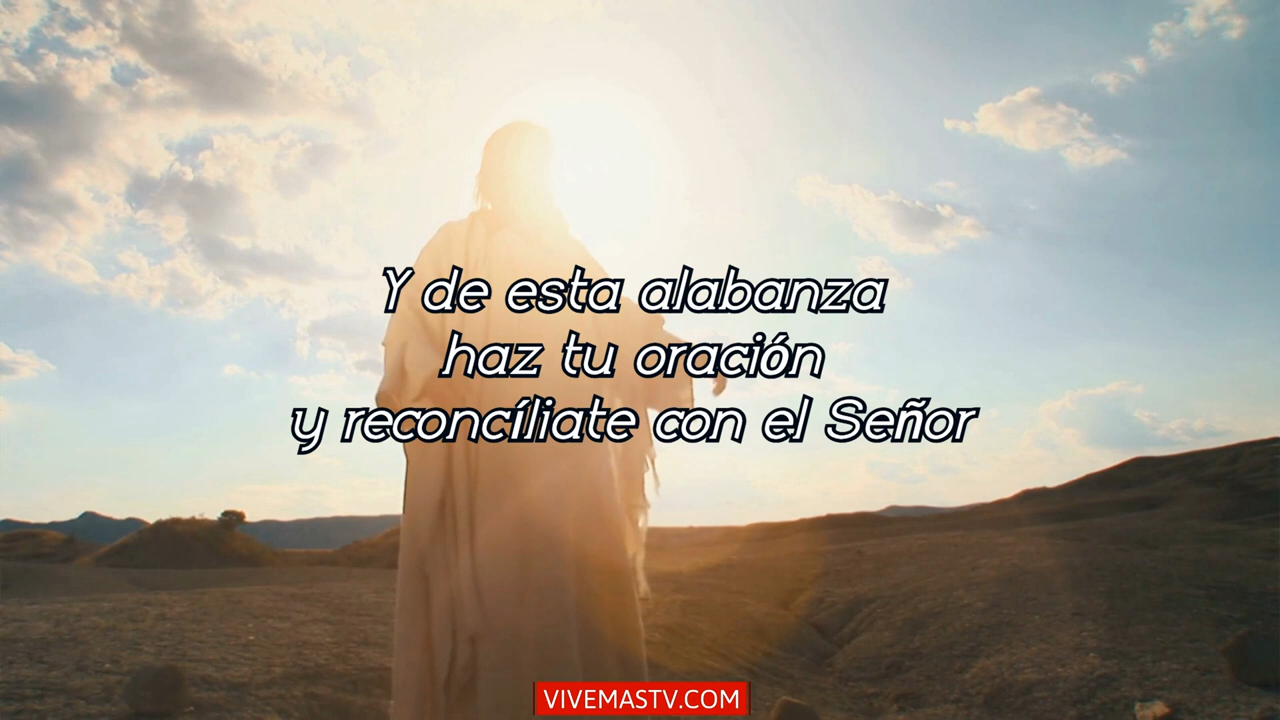 Y de esta alabanza
haz tu oración
y reconcíliate con el Señor
VIVEMASTV.COM